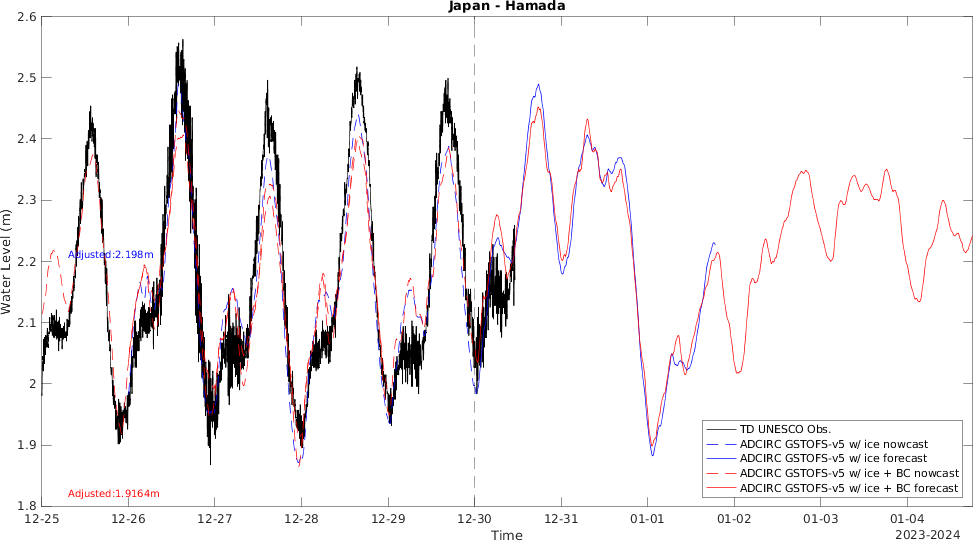 Japan - Hamada
Water Level (m)
2.6
2.5
2.4
2.3
2.2
2.1
2
1.9
1.8
Adjusted:2.198m
Adjusted:1.9164m
TD UNESCO Obs.
ADCIRC GSTOFS-v5 w/ ice nowcast
ADCIRC GSTOFS-v5 w/ ice forecast
ADCIRC GSTOFS-v5 w/ ice + BC nowcast
ADCIRC GSTOFS-v5 w/ ice + BC forecast
12-25 12-26 12-27 12-28 12-29 12-30 12-31 01-01 01-02 01-03 01-04
Time
2023-2024